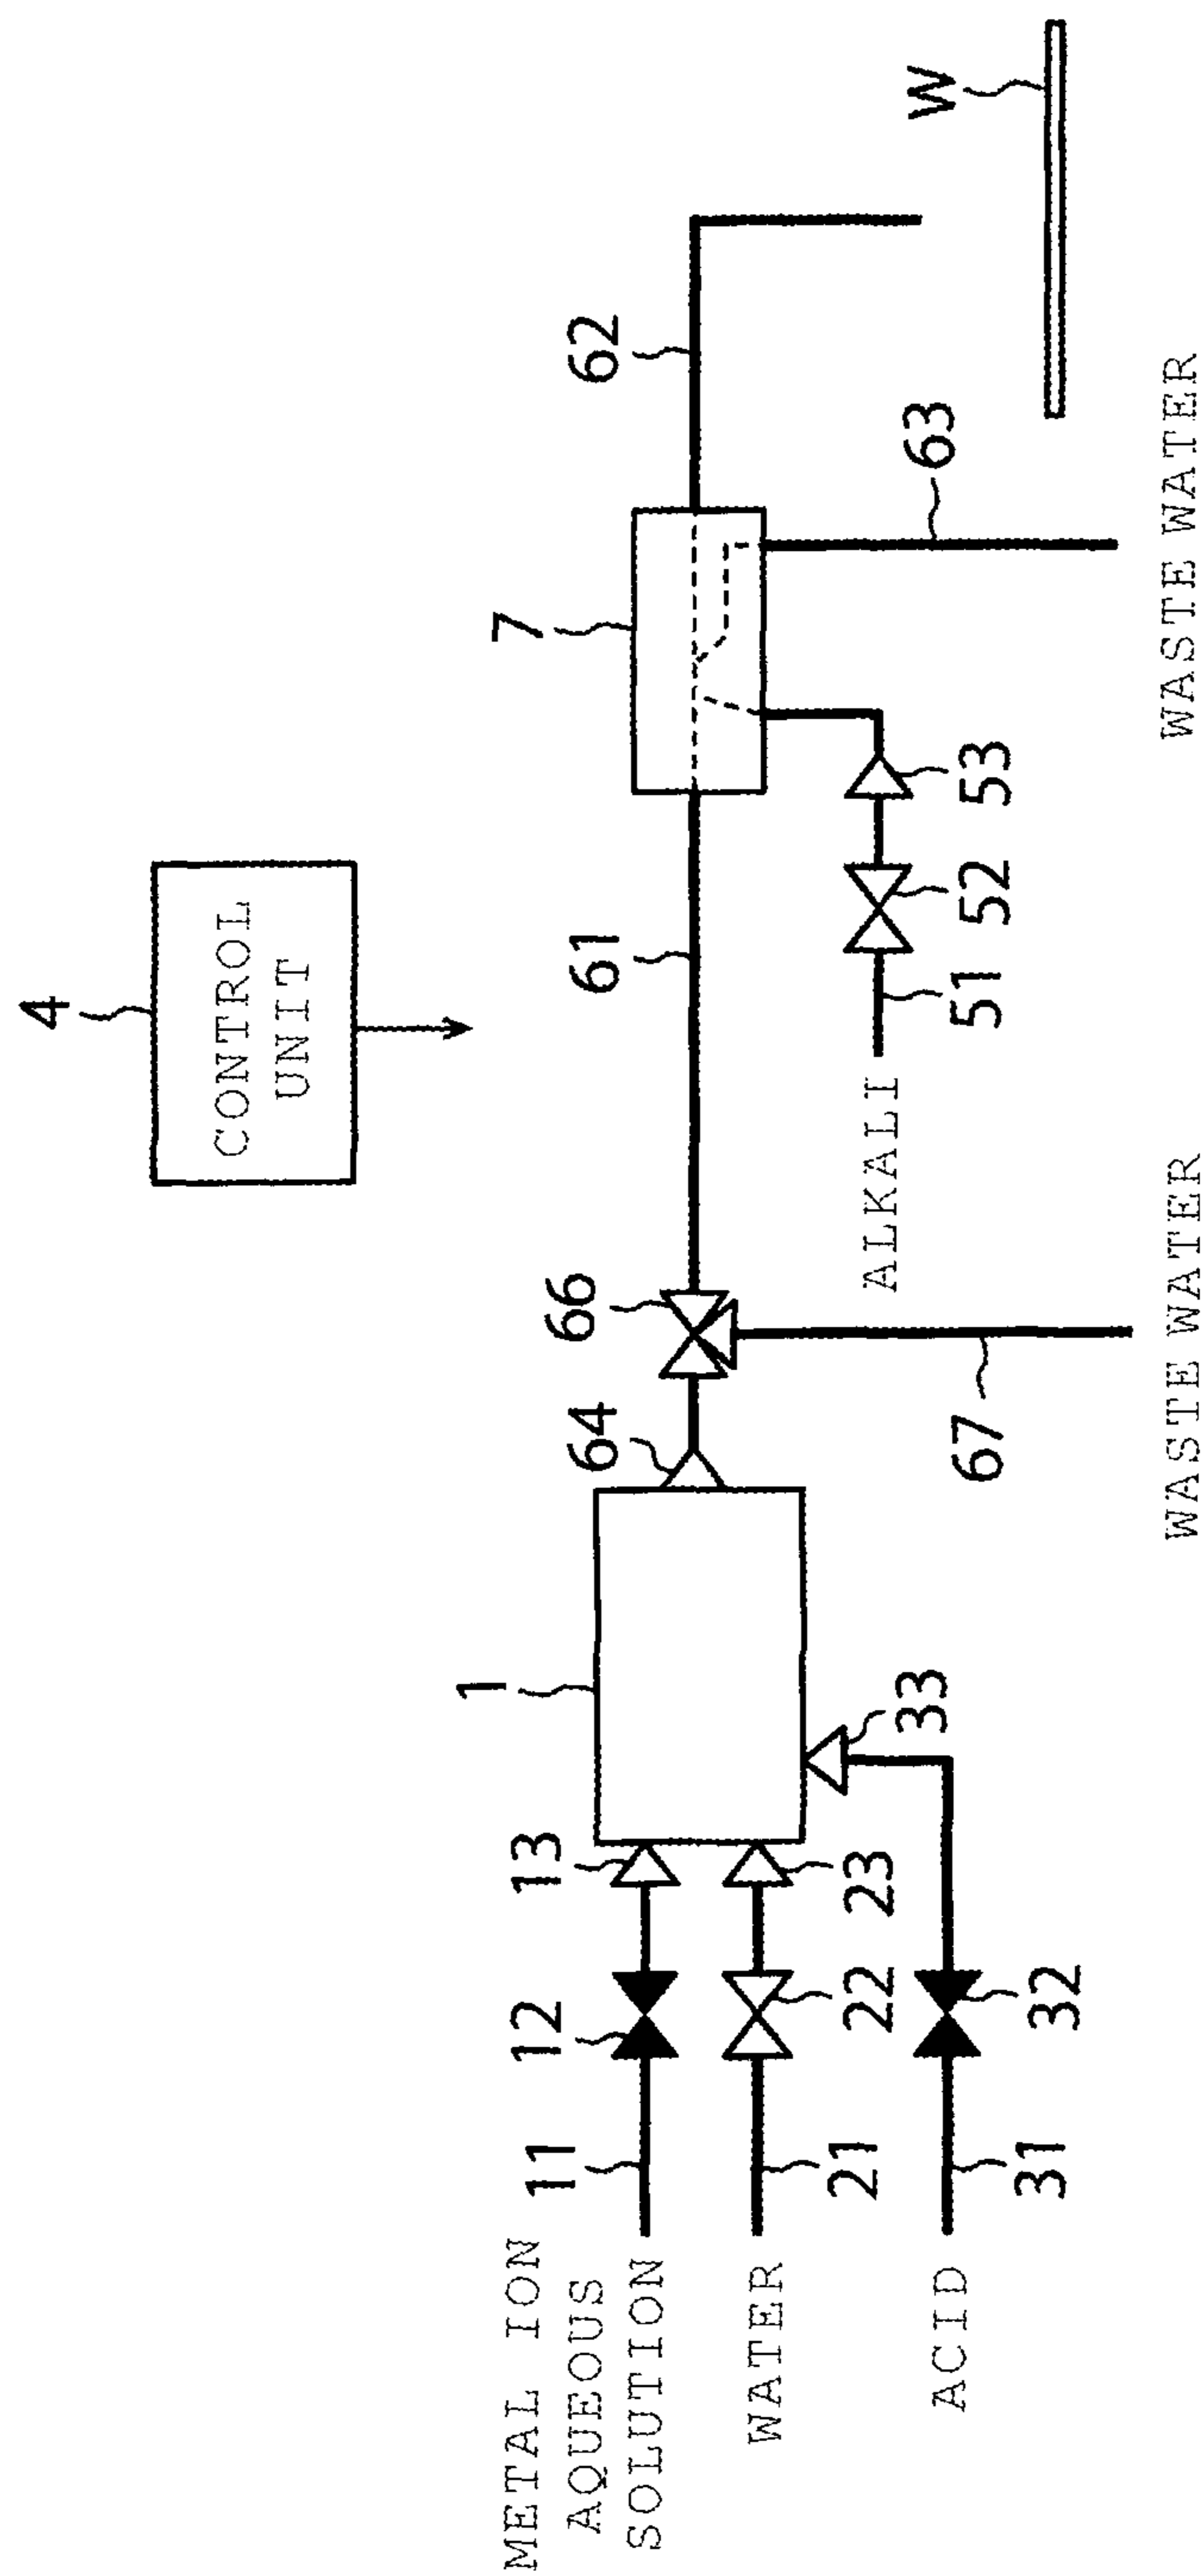 4
CONTROL
UNIT
METAL ION
AQUEOUS
SOLUTION
11
12
13
1
64
66
61
7
62
W
WATER
21
22
23
33
ACID
31
32
67
WASTE WATER
ALKALI
51
52
53
63
WASTE WATER